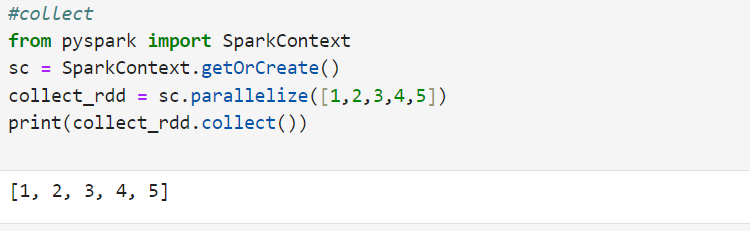 #collect
from pyspark import SparkContext
sc = SparkContext.getOrCreate()
collect_rdd = sc.parallelize([1,2,3,4,5])
print(collect_rdd.collect())
[1, 2, 3, 4, 5]